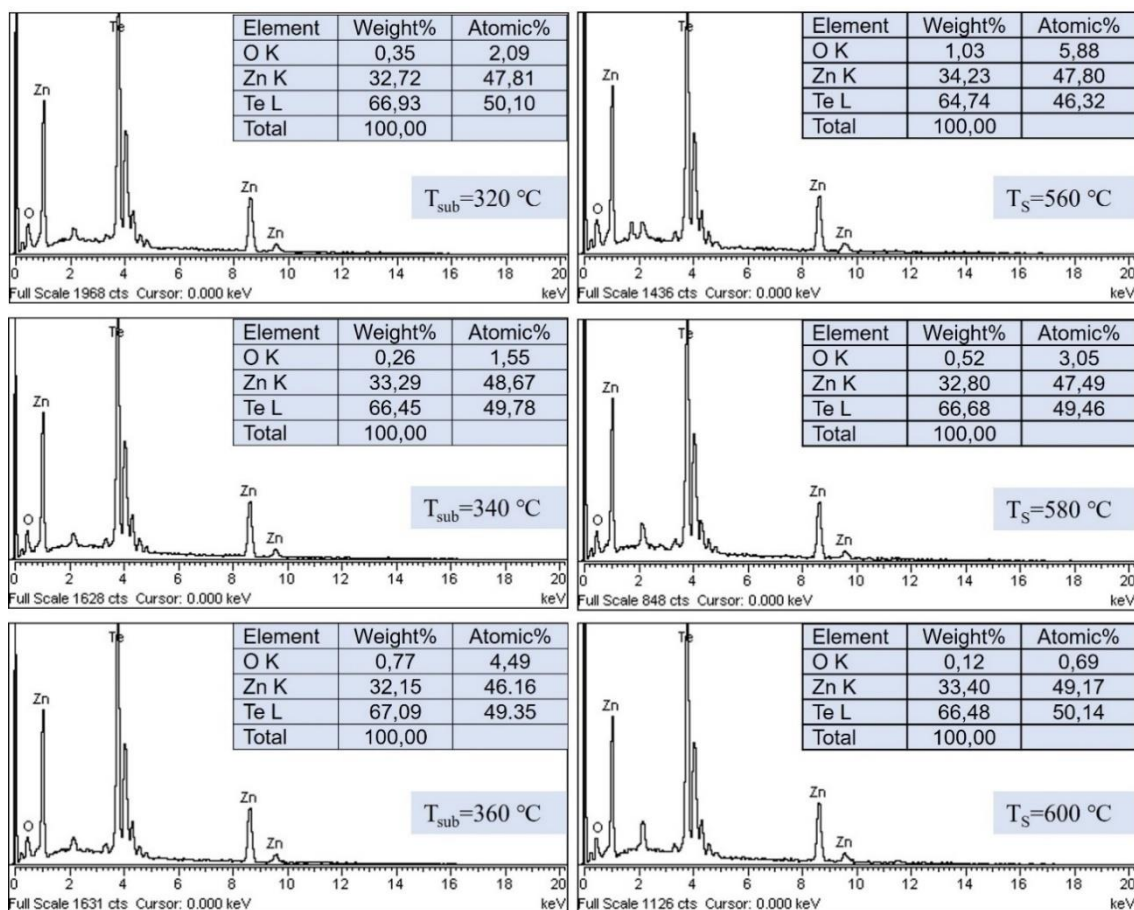 Te
Element Weight% Atomic%
O K 0,35 2,09
Zn K 32,72 47,81
Te L 66,93 50,10
Total 100,00
Zn
O
Zn
Zn
T_sub=320 °C
0 2 4 6 8 10 12 14 16 18 20
Full Scale 1968 cts Cursor: 0.000 keV keV
Te
Element Weight% Atomic%
O K 1,03 5,88
Zn K 34,23 47,80
Te L 64,74 46,32
Total 100,00
Zn
O
Zn
Zn
T_S=560 °C
0 2 4 6 8 10 12 14 16 18 20
Full Scale 1436 cts Cursor: 0.000 keV keV
Te
Element Weight% Atomic%
O K 0,26 1,55
Zn K 33,29 48,67
Te L 66,45 49,78
Total 100,00
Zn
O
Zn
Zn
T_sub=340 °C
0 2 4 6 8 10 12 14 16 18 20
Full Scale 1628 cts Cursor: 0.000 keV keV
Te
Element Weight% Atomic%
O K 0,52 3,05
Zn K 32,80 47,49
Te L 66,68 49,46
Total 100,00
Zn
O
Zn
Zn
T_S=580 °C
0 2 4 6 8 10 12 14 16 18 20
Full Scale 848 cts Cursor: 0.000 keV keV
Te
Element Weight% Atomic%
O K 0,77 4,49
Zn K 32,15 46.16
Te L 67,09 49.35
Total 100,00
Zn
O
Zn
Zn
T_sub=360 °C
0 2 4 6 8 10 12 14 16 18 20
Full Scale 1631 cts Cursor: 0.000 keV keV
Te
Element Weight% Atomic%
O K 0,12 0,69
Zn K 33,40 49,17
Te L 66,48 50,14
Total 100,00
Zn
O
Zn
Zn
T_S=600 °C
0 2 4 6 8 10 12 14 16 18 20
Full Scale 1126 cts Cursor: 0.000 keV keV